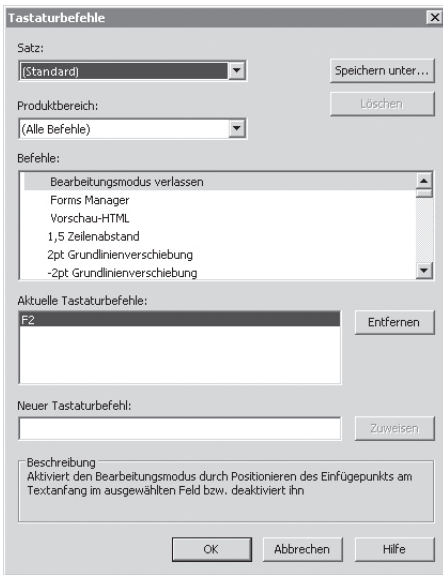 Tastaturbefehle
Satz:
(Standard)
Speichern unter...
Löschen
Produktbereich:
(Alle Befehle)
Befehle:
Bearbeitungsmodus verlassen
Forms Manager
Vorschau-HTML
1,5 Zeilenabstand
2pt Grundlinienverschiebung
-2pt Grundlinienverschiebung
Aktuelle Tastaturbefehle:
F2
Entfernen
Neuer Tastaturbefehl:
Zuweisen
Beschreibung
Aktiviert den Bearbeitungsmodus durch Positionieren des Einfügepunkts am
Textanfang im ausgewählten Feld bzw. deaktiviert ihn
OK
Abbrechen
Hilfe